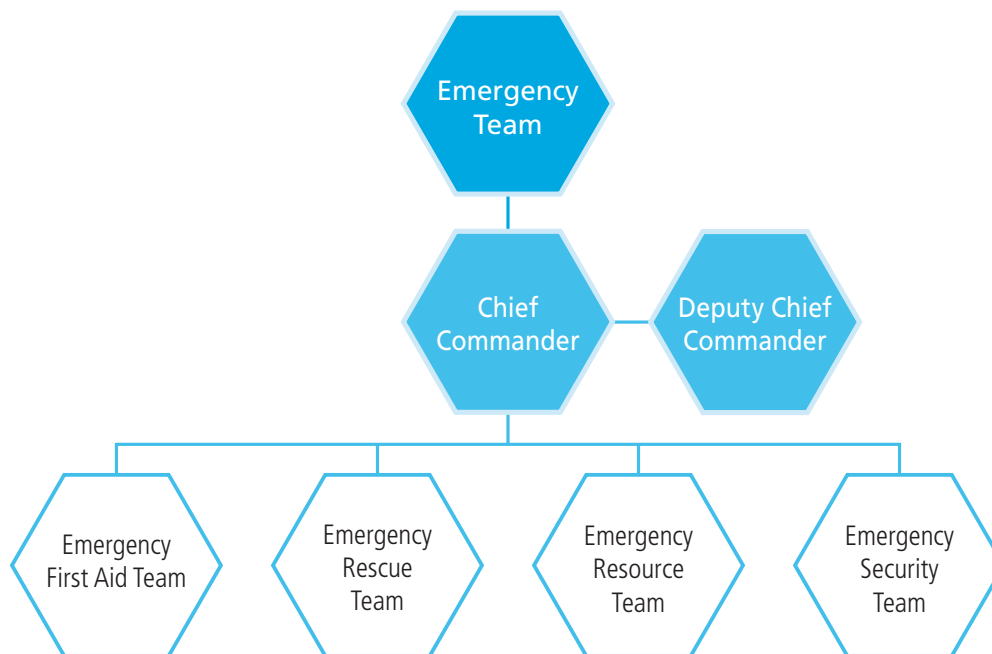 Emergency
Team
Chief
Commander
Deputy Chief
Commander
Emergency
First Aid Team
Emergency
Rescue
Team
Emergency
Resource
Team
Emergency
Security
Team